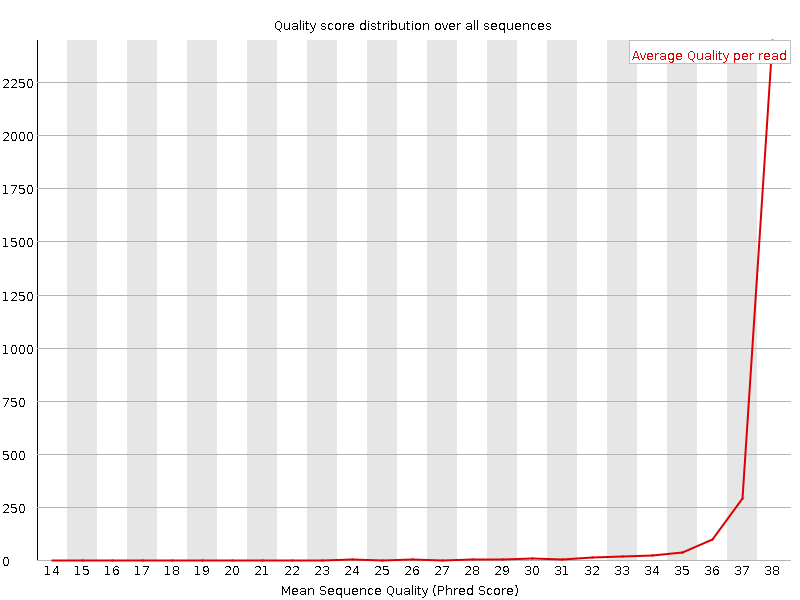 Quality score distribution over all sequences
Average Quality per read
2250
2000
1750
1500
1250
1000
750
500
250
0
14 15 16 17 18 19 20 21 22 23 24 25 26 27 28 29 30 31 32 33 34 35 36 37 38
Mean Sequence Quality (Phred Score)